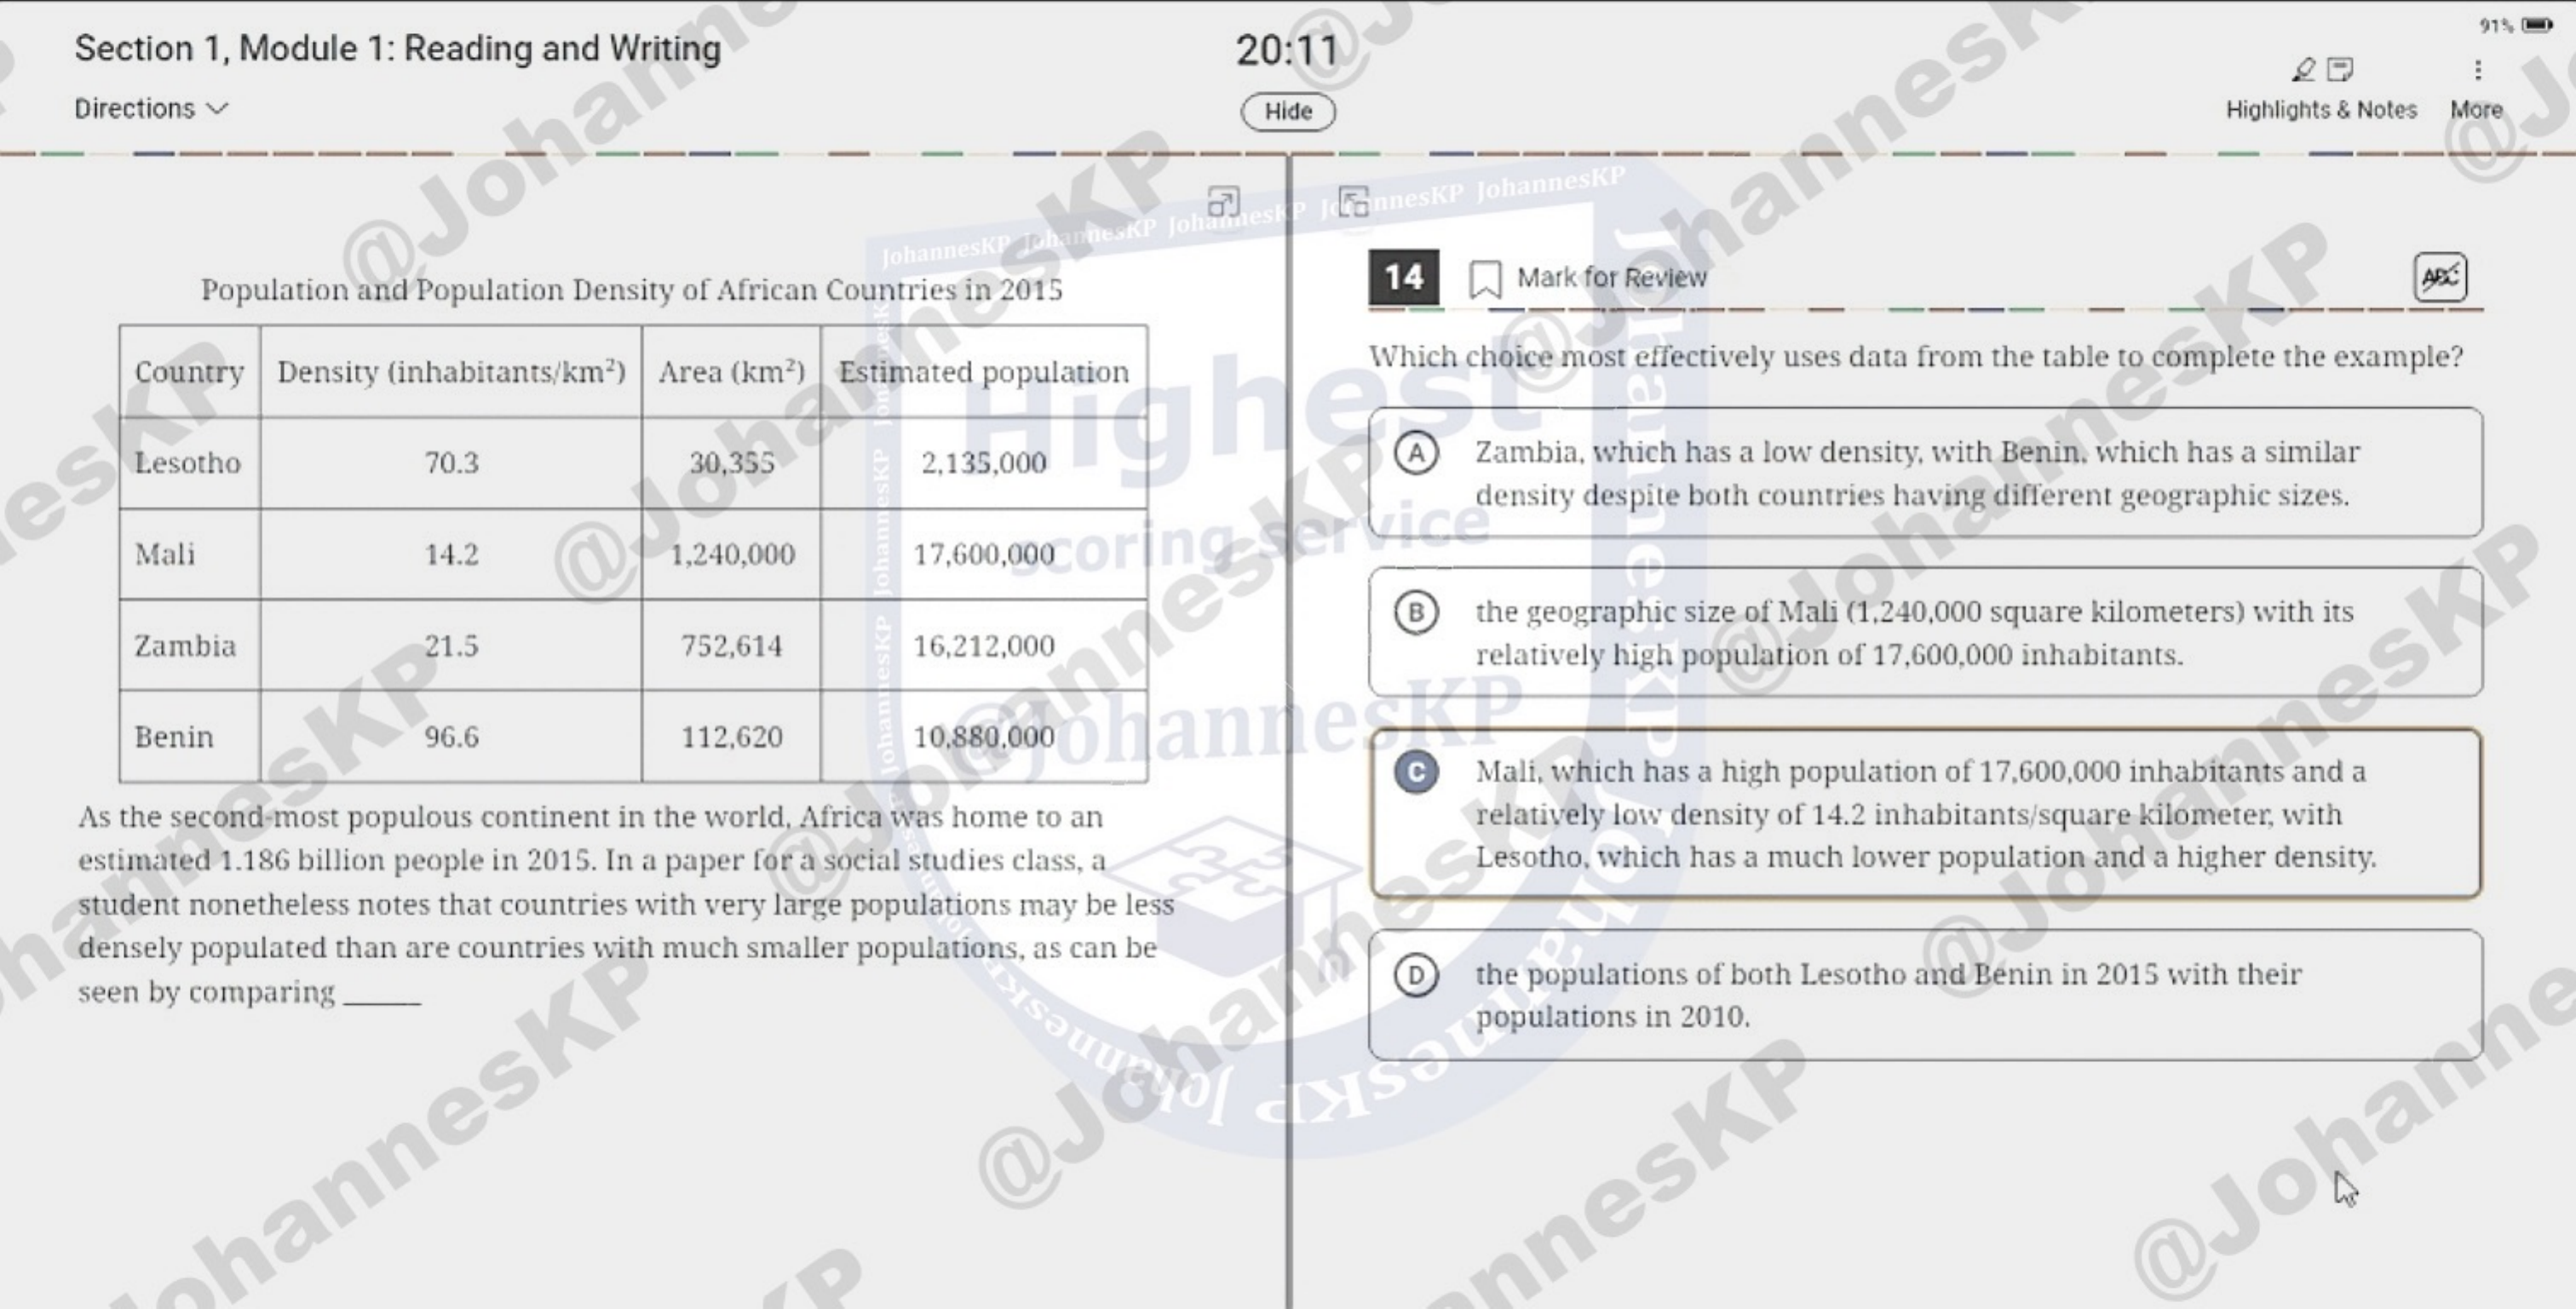 91%
Section 1, Module 1: Reading and Writing
20:11
Directions
Hide
Highlights & Notes
More
Population and Population Density of African Countries in 2015
Country Density (inhabitants/km²) Area (km²) Estimated population
Lesotho 70.3 30,355 2,135,000
Mali 14.2 1,240,000 17,600,000
Zambia 21.5 752,614 16,212,000
Benin 96.6 112,620 10,880,000
As the second-most populous continent in the world, Africa was home to an
estimated 1.186 billion people in 2015. In a paper for a social studies class, a
student nonetheless notes that countries with very large populations may be less
densely populated than are countries with much smaller populations, as can be
seen by comparing ______
14 Mark for Review
ABC
Which choice most effectively uses data from the table to complete the example?
A Zambia, which has a low density, with Benin, which has a similar
density despite both countries having different geographic sizes.
B the geographic size of Mali (1,240,000 square kilometers) with its
relatively high population of 17,600,000 inhabitants.
C Mali, which has a high population of 17,600,000 inhabitants and a
relatively low density of 14.2 inhabitants/square kilometer, with
Lesotho, which has a much lower population and a higher density.
D the populations of both Lesotho and Benin in 2015 with their
populations in 2010.
Highest
scoring service
@JohannesKP
JohannesKP JohannesKP JohannesKP JohannesKP JohannesKP
@JohannesKP